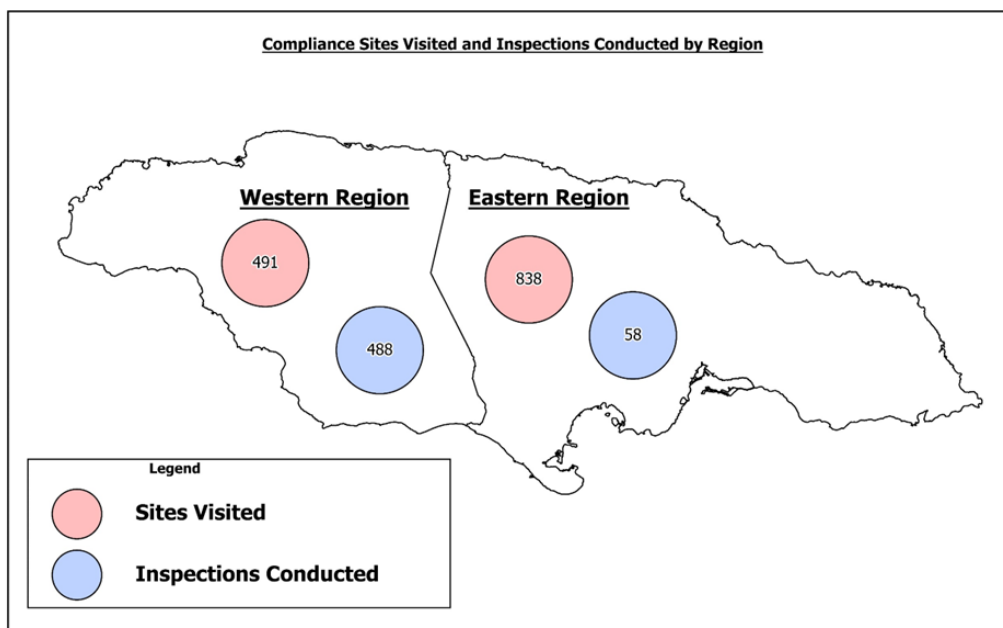 Compliance Sites Visited and Inspections Conducted by Region
Western Region
Eastern Region
491
838
488
58
Legend
Sites Visited
Inspections Conducted